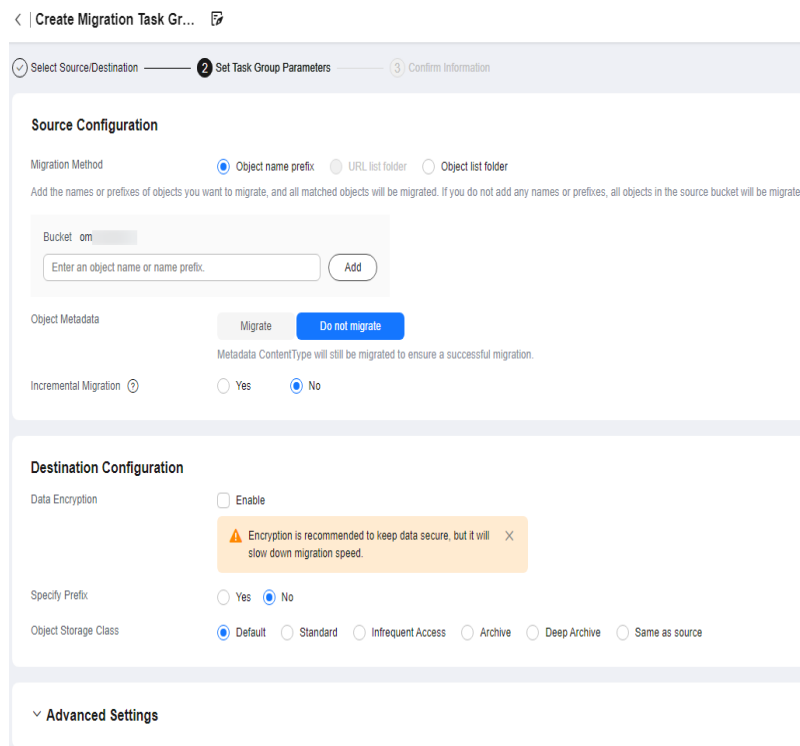 Create Migration Task Gr...
Select Source/Destination 2 Set Task Group Parameters 3 Confirm Information
Source Configuration
Migration Method Object name prefix URL list folder Object list folder
Add the names or prefixes of objects you want to migrate, and all matched objects will be migrated. If you do not add any names or prefixes, all objects in the source bucket will be migrate
Bucket om
Enter an object name or name prefix. Add
Object Metadata Migrate Do not migrate
Metadata ContentType will still be migrated to ensure a successful migration.
Incremental Migration ? Yes No
Destination Configuration
Data Encryption Enable
Encryption is recommended to keep data secure, but it will
slow down migration speed.
Specify Prefix Yes No
Object Storage Class Default Standard Infrequent Access Archive Deep Archive Same as source
Advanced Settings